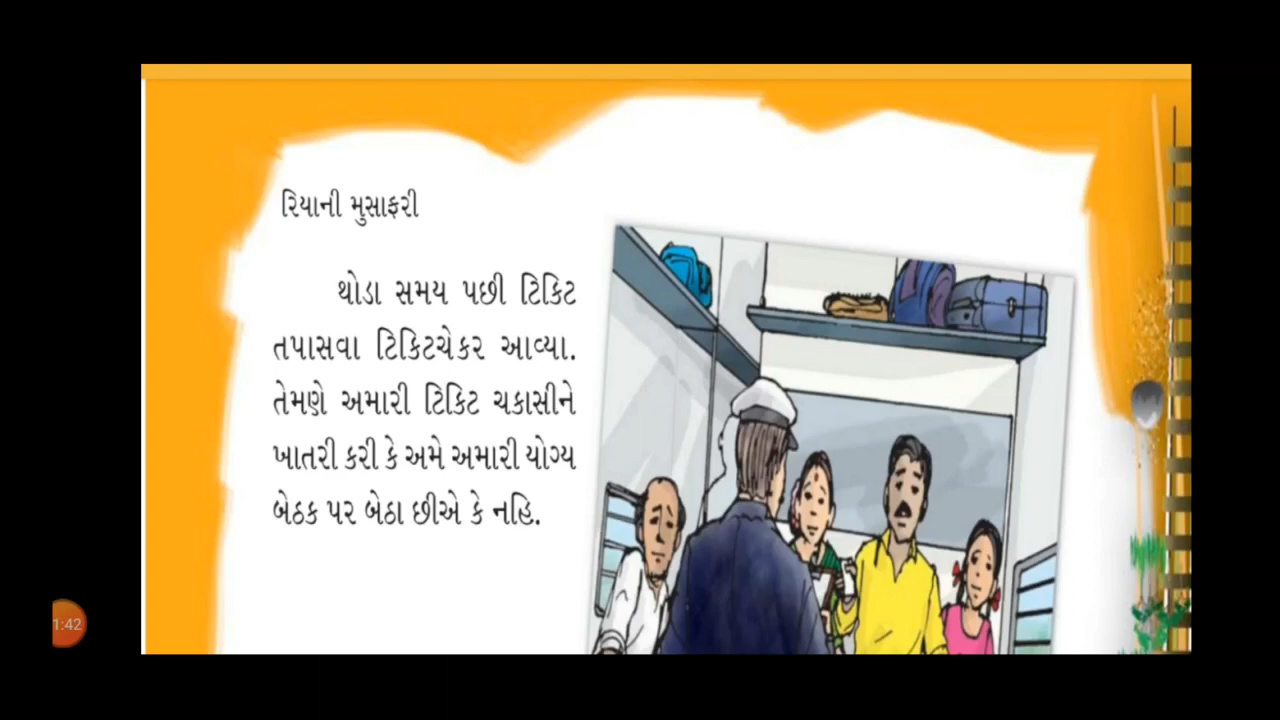 રિયાની મુસાફરી
થોડા સમય પછી ટિકિટ
તપાસવા ટિકિટચેકર આવ્યા.
તેમણે અમારી ટિકિટ ચકાસીને
ખાતરી કરી કે અમે અમારી યોગ્ય
બેઠક પર બેઠા છીએ કે નહિ.
1:42